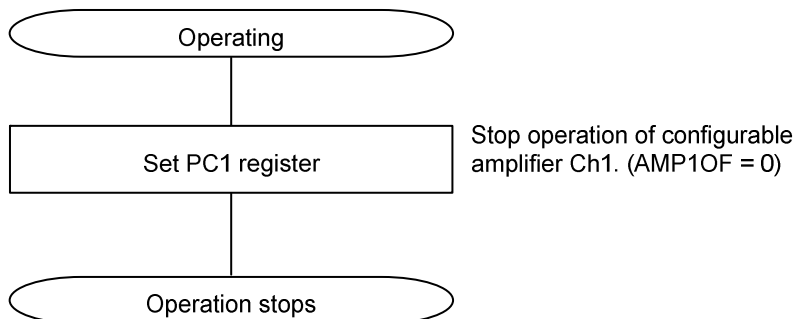 Operating
Set PC1 register
Stop operation of configurable
amplifier Ch1. (AMP1OF = 0)
Operation stops